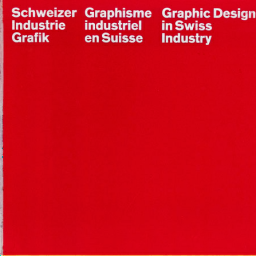 Schweizer
Industrie
Grafik
Graphisme
industriel
en Suisse
Graphic Design
in Swiss
Industry